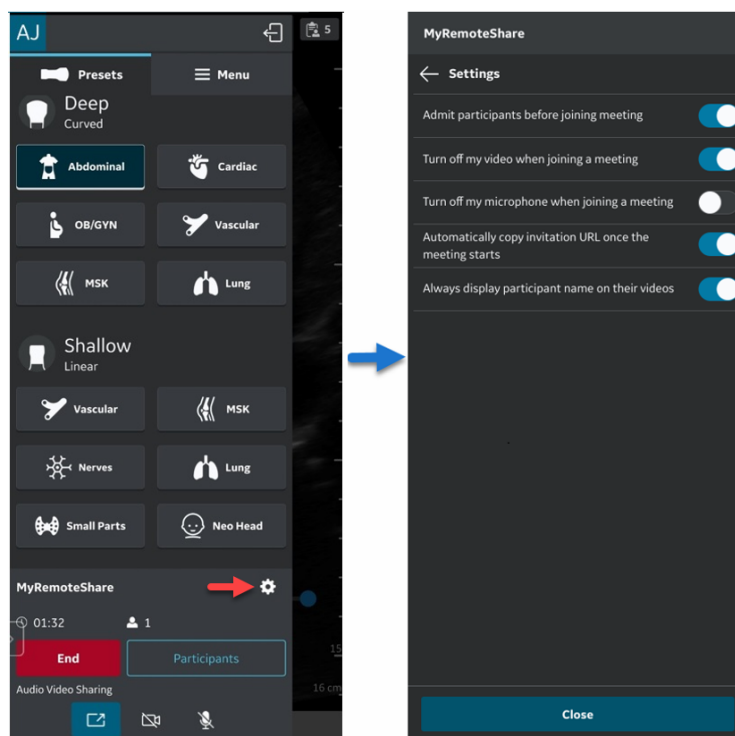 AJ
5
Presets
Menu
Deep
Curved
Abdominal
Cardiac
OB/GYN
Vascular
MSK
Lung
Shallow
Linear
Vascular
MSK
Nerves
Lung
Small Parts
Neo Head
MyRemoteShare
01:32
1
End
Participants
Audio Video Sharing
15
16 cm
MyRemoteShare
Settings
Admit participants before joining meeting
Turn off my video when joining a meeting
Turn off my microphone when joining a meeting
Automatically copy invitation URL once the
meeting starts
Always display participant name on their videos
Close